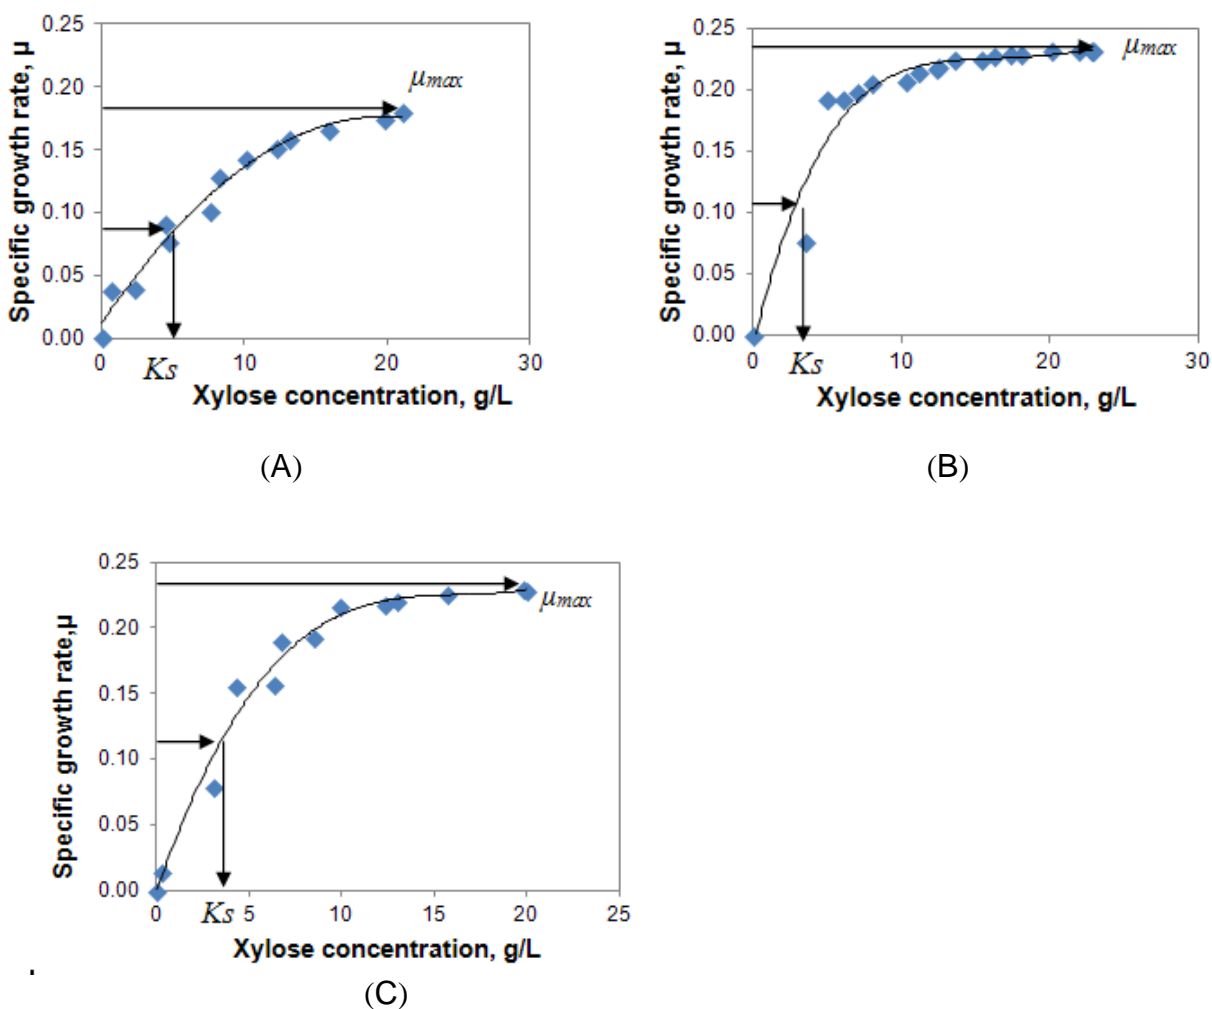 Specific growth rate, µ
0.25
0.20
0.15
0.10
0.05
0.00
µmax
0 10 20 30
Ks
Xylose concentration, g/L
(A)
Specific growth rate, µ
0.25
0.20
0.15
0.10
0.05
0.00
µmax
0 10 20 30
Ks
Xylose concentration, g/L
(B)
Specific growth rate,µ
0.25
0.20
0.15
0.10
0.05
0.00
µmax
0 Ks 5 10 15 20 25
Xylose concentration, g/L
(C)